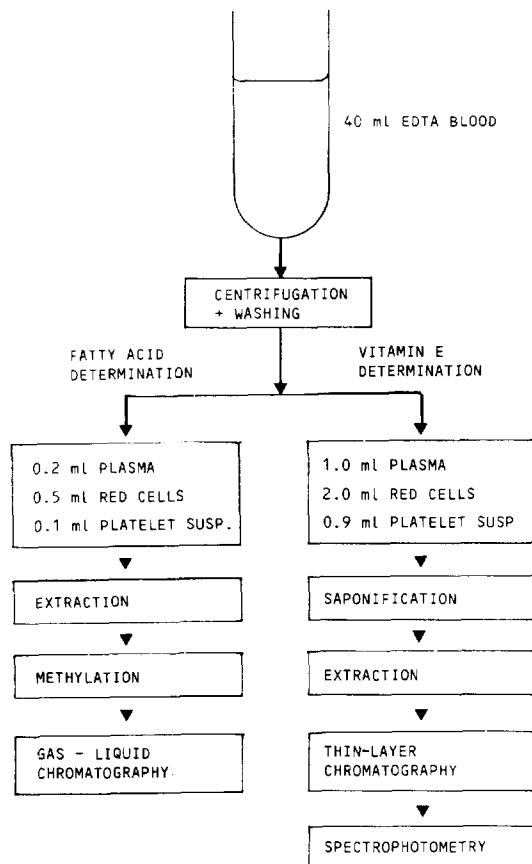 40 ml EDTA BLOOD
CENTRIFUGATION
+ WASHING
FATTY ACID
DETERMINATION
VITAMIN E
DETERMINATION
0.2 ml PLASMA
0.5 ml RED CELLS
0.1 ml PLATELET SUSP.
1.0 ml PLASMA
2.0 ml RED CELLS
0.9 ml PLATELET SUSP
EXTRACTION
SAPONIFICATION
METHYLATION
EXTRACTION
GAS - LIQUID
CHROMATOGRAPHY.
THIN-LAYER
CHROMATOGRAPHY
SPECTROPHOTOMETRY